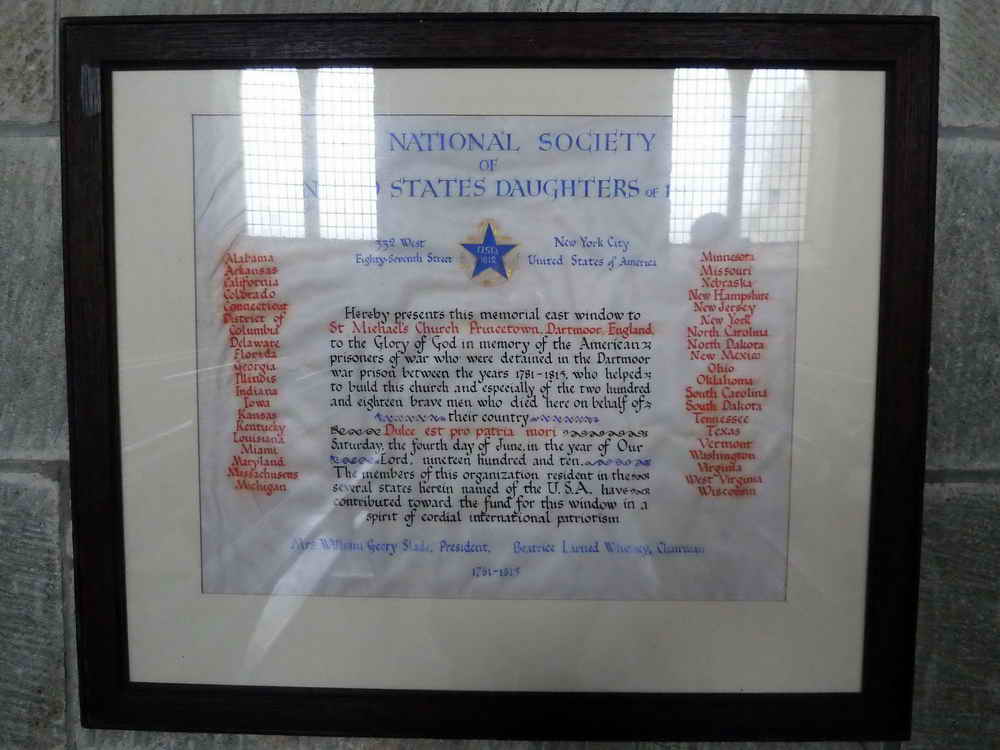 NATIONAL SOCIETY
OF
STATES DAUGHTERS OF
332 West
Eighty-Seventh Street
USD
1812
New York City
United States of America
Alabama
Arkansas
California
Colorado
Connecticut
District of
Columbia
Delaware
Florida
Georgia
Illinois
Indiana
Iowa
Kansas
Kentucky
Louisiana
Miami
Maryland
Massachusetts
Michigan
Hereby presents this memorial east window to
St Michaels Church Princetown, Dartmoor, England,
to the Glory of God in memory of the American
prisoners of war who were detained in the Dartmoor
war prison between the years 1781-1815, who helped
to build this church and especially of the two hundred
and eighteen brave men who died here on behalf of
their country
Dulce est pro patria mori
Saturday, the fourth day of June, in the year of Our
Lord, nineteen hundred and ten.
The members of this organization resident in the
several states herein named of the U.S.A. have
contributed toward the fund for this window in a
spirit of cordial international patriotism
Minnesota
Missouri
Nebraska
New Hampshire
New Jersey
New York
North Carolina
North Dakota
New Mexico
Ohio
Oklahoma
South Carolina
South Dakota
Tennessee
Texas
Vermont
Washington
Virginia
West Virginia
Wisconsin
Mrs William Gerry Slade, President, Beatrice Chairman
1781-1815